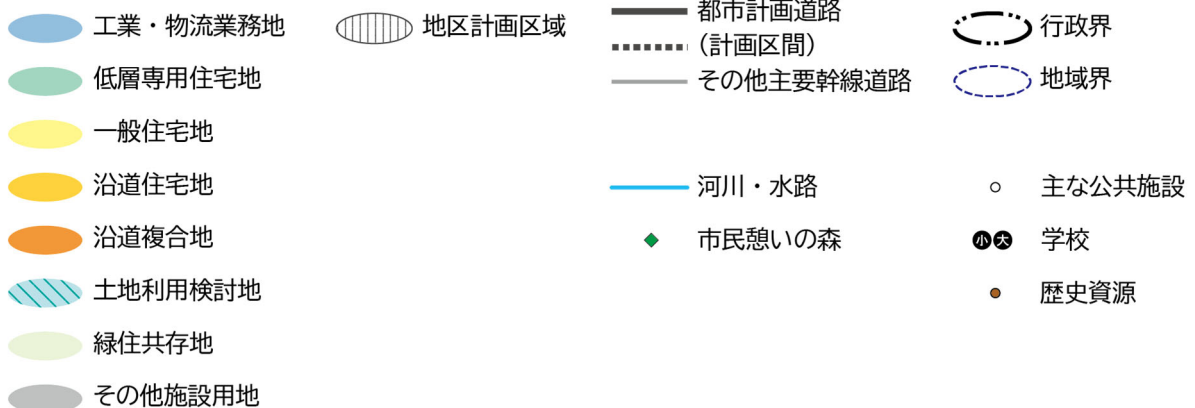 工業・物流業務地
低層専用住宅地
一般住宅地
沿道住宅地
沿道複合地
土地利用検討地
緑住共存地
その他施設用地
地区計画区域
都市計画道路
(計画区間)
その他主要幹線道路
河川・水路
市民憩いの森
行政界
地域界
主な公共施設
小大 学校
歴史資源